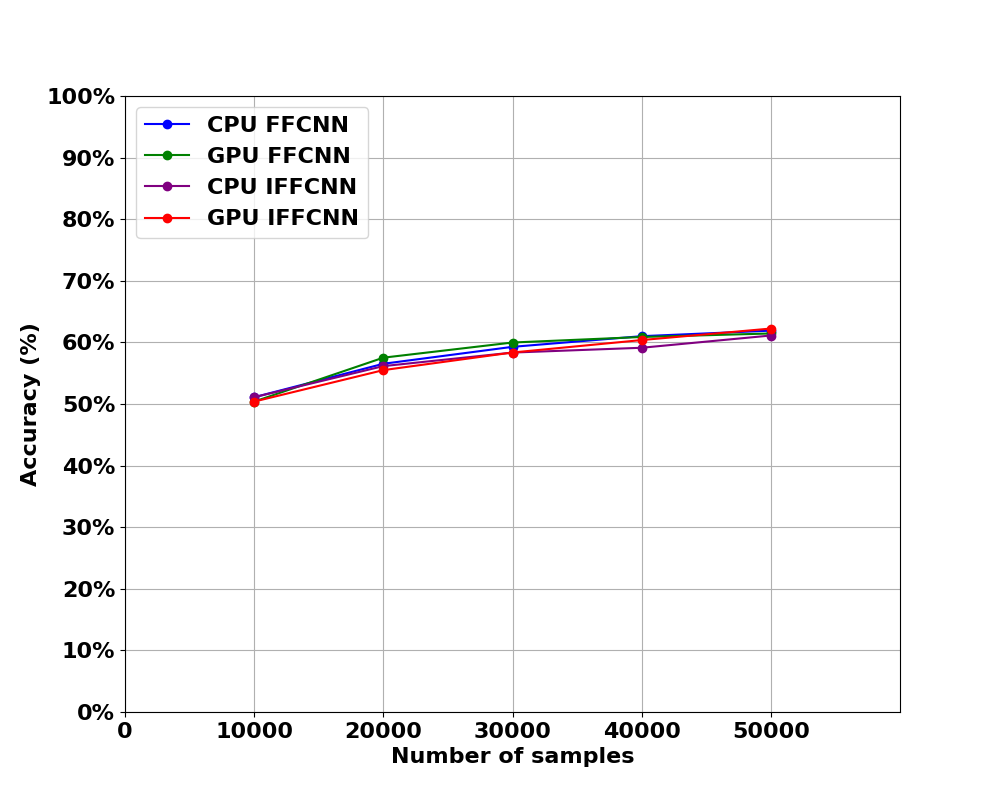 100%
90%
80%
70%
60%
50%
40%
30%
20%
10%
0%
Accuracy (%)
CPU FFCNN
GPU FFCNN
CPU IFFCNN
GPU IFFCNN
0 10000 20000 30000 40000 50000
Number of samples